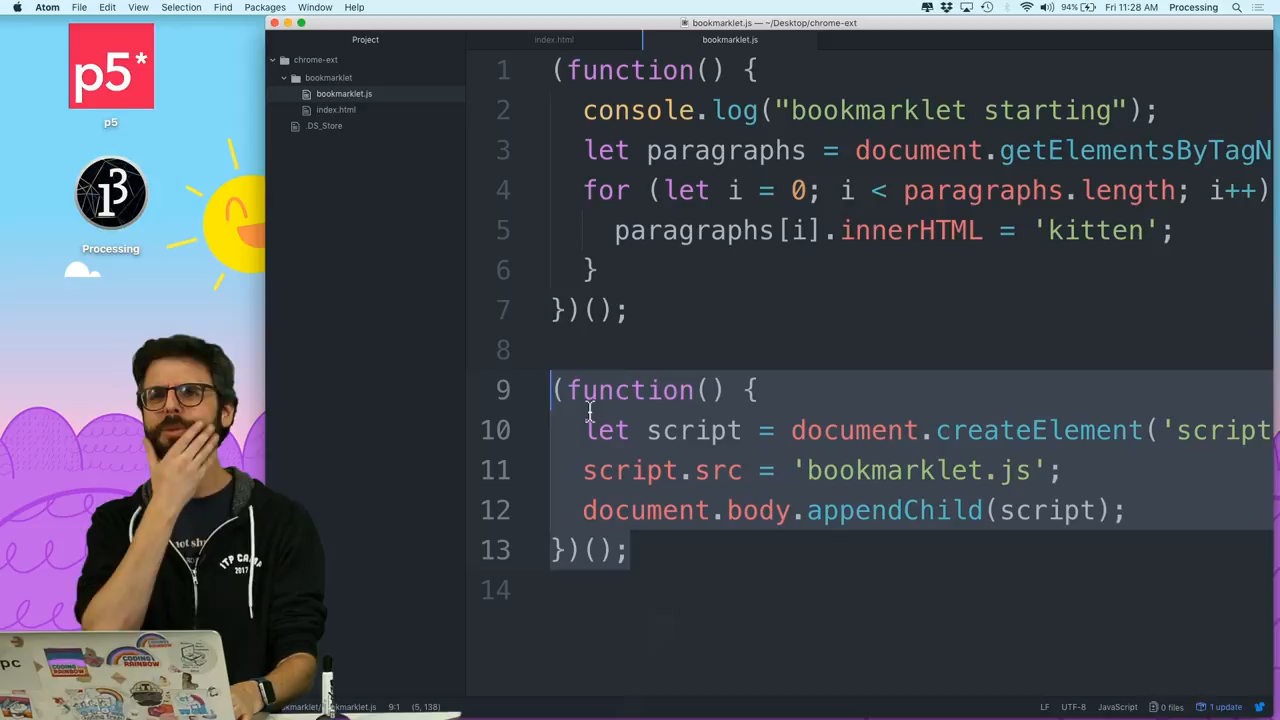 Atom File Edit View Selection Find Packages Window Help
94% Fri 11:28 AM Processing
bookmarklet.js — ~/Desktop/chrome-ext
Project
index.html
bookmarklet.js
chrome-ext
bookmarklet
bookmarklet.js
index.html
.DS_Store
p5*
p5
Processing
1 (function() {
2 console.log("bookmarklet starting");
3 let paragraphs = document.getElementsByTagN
4 for (let i = 0; i < paragraphs.length; i++)
5 paragraphs[i].innerHTML = 'kitten';
6 }
7 })();
8
9 (function() {
10 let script = document.createElement('script
11 script.src = 'bookmarklet.js';
12 document.body.appendChild(script);
13 })();
14
ITP CAMP
2017
pc
CODING RAINBOW
CODING RAINBOW
9:1 (5, 138)
LF UTF-8 JavaScript 0 files 1 update